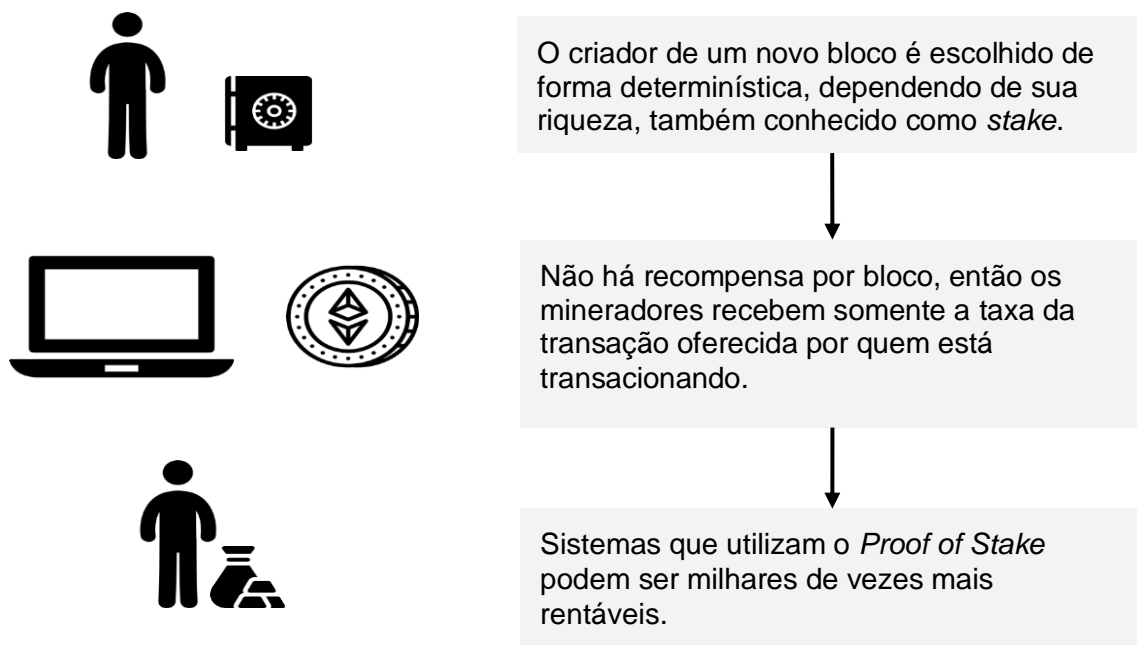 O criador de um novo bloco é escolhido de
forma determinística, dependendo de sua
riqueza, também conhecido como stake.
Não há recompensa por bloco, então os
mineradores recebem somente a taxa da
transação oferecida por quem está
transacionando.
Sistemas que utilizam o Proof of Stake
podem ser milhares de vezes mais
rentáveis.